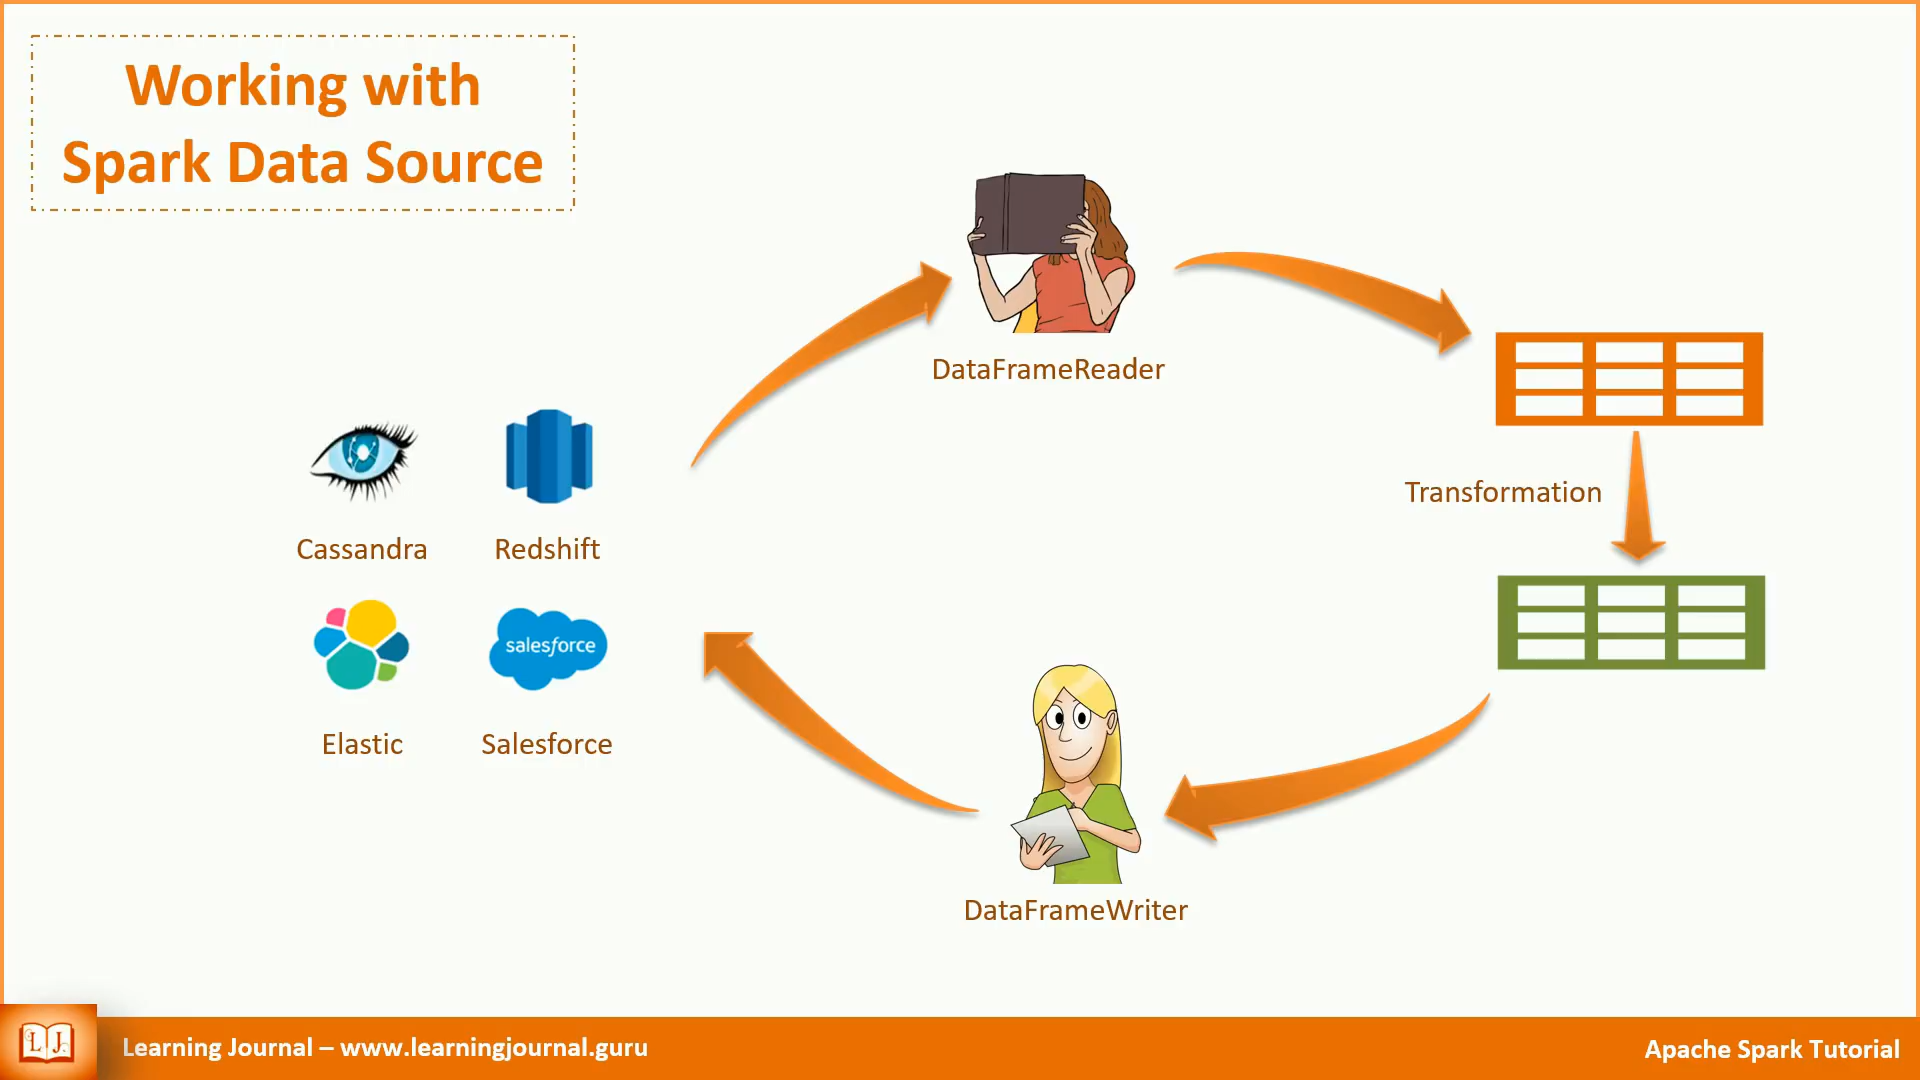 Working with
Spark Data Source
DataFrameReader
Transformation
Cassandra
Redshift
salesforce
Elastic
Salesforce
DataFrameWriter
L J
Learning Journal – www.learningjournal.guru
Apache Spark Tutorial